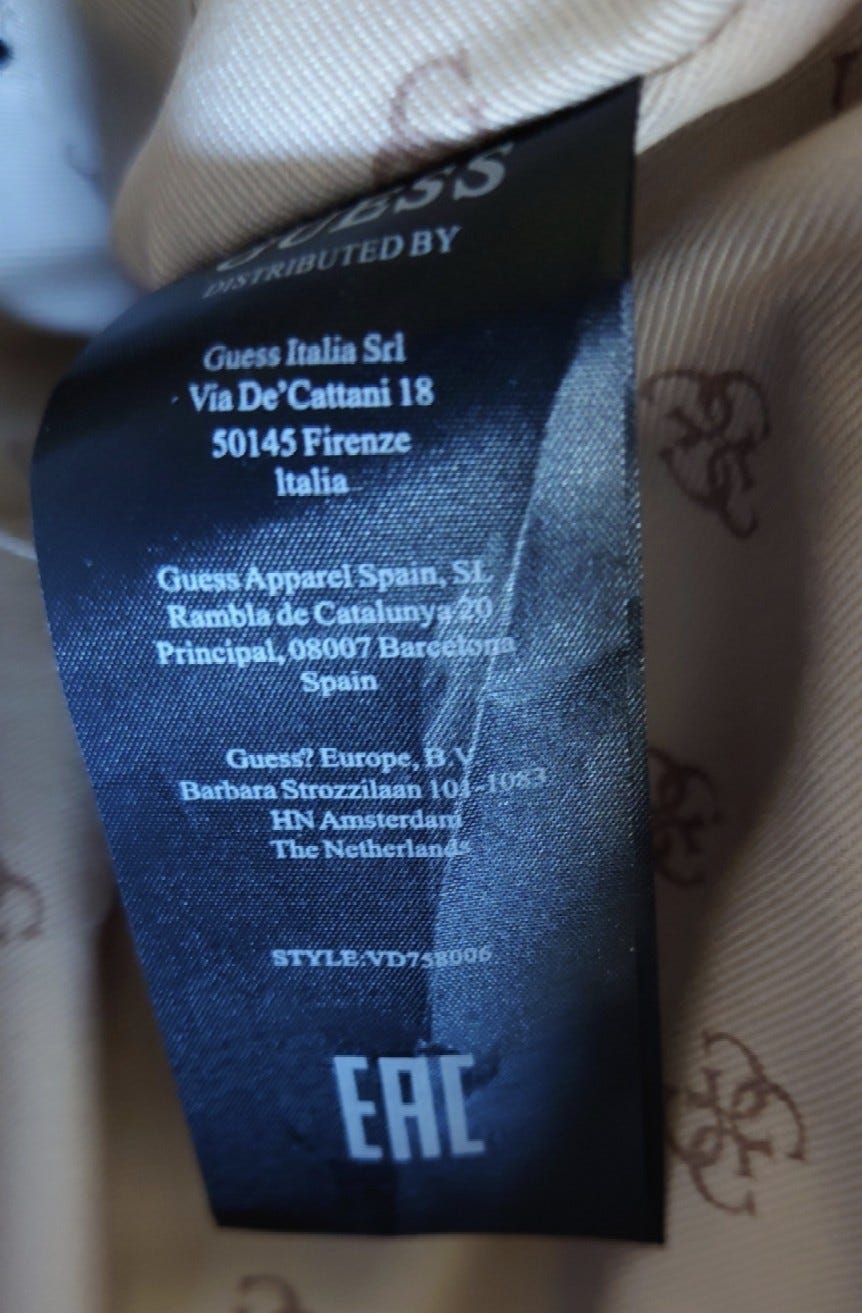 GUESS
DISTRIBUTED BY
Guess Italia Srl
Via De'Cattani 18
50145 Firenze
Italia
Guess Apparel Spain, SL
Rambla de Catalunya 20
Principal, 08007 Barcelona
Spain
Guess? Europe, B.V.
Barbara Strozzilaan 101-1083
HN Amsterdam
The Netherlands
STYLE:VD758006
EAC